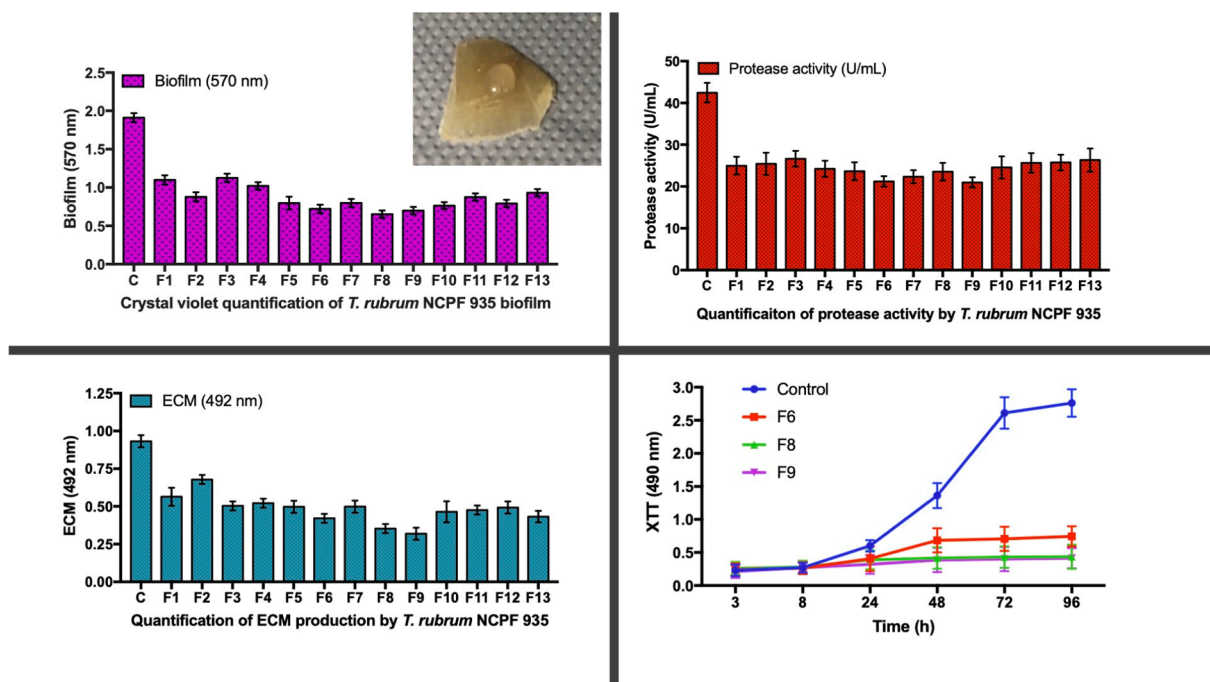 Biofilm (570 nm)
Biofilm (570 nm)
2.5
2.0
1.5
1.0
0.5
0.0
C F1 F2 F3 F4 F5 F6 F7 F8 F9 F10 F11 F12 F13
Crystal violet quantification of T. rubrum NCPF 935 biofilm
Protease activity (U/mL)
Protease activity (U/mL)
50
40
30
20
10
0
C F1 F2 F3 F4 F5 F6 F7 F8 F9 F10 F11 F12 F13
Quantificaiton of protease activity by T. rubrum NCPF 935
ECM (492 nm)
ECM (492 nm)
1.25
1.00
0.75
0.50
0.25
0.00
C F1 F2 F3 F4 F5 F6 F7 F8 F9 F10 F11 F12 F13
Quantification of ECM production by T. rubrum NCPF 935
Control
F6
F8
F9
XTT (490 nm)
3.0
2.5
2.0
1.5
1.0
0.5
0.0
3 8 24 48 72 96
Time (h)